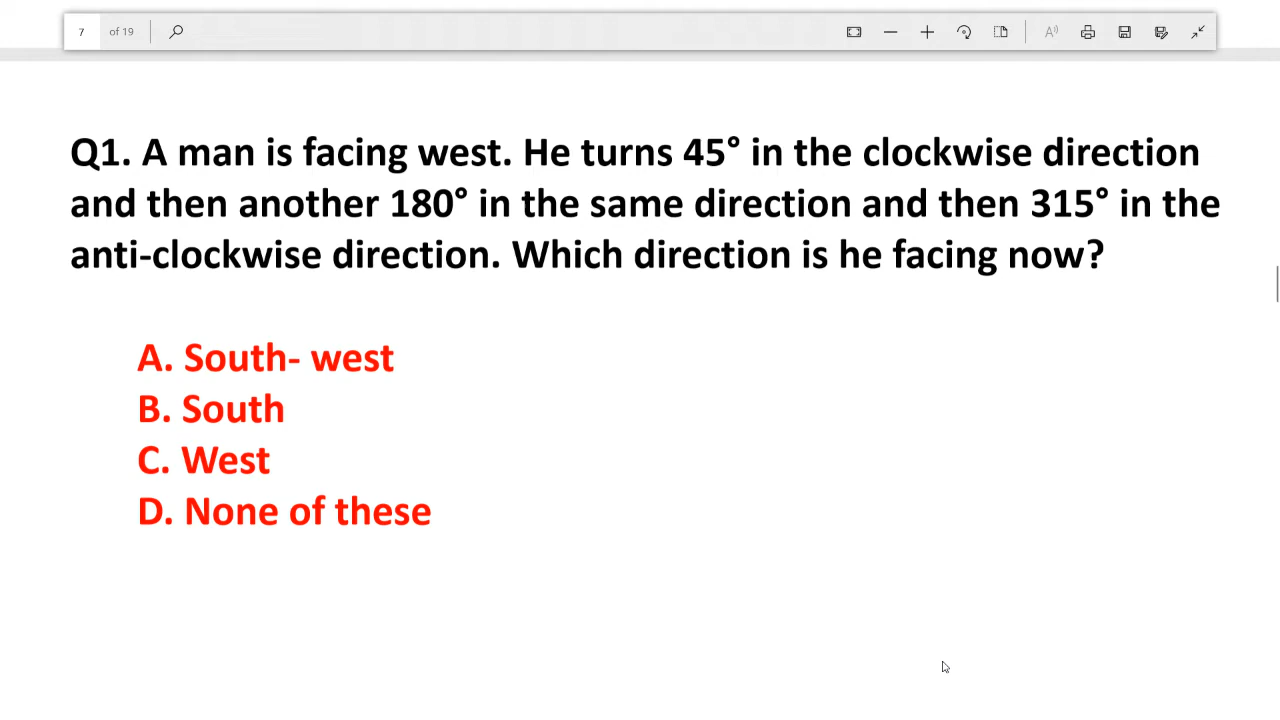 7 of 19
Q1. A man is facing west. He turns 45° in the clockwise direction
and then another 180° in the same direction and then 315° in the
anti-clockwise direction. Which direction is he facing now?
A. South- west
B. South
C. West
D. None of these